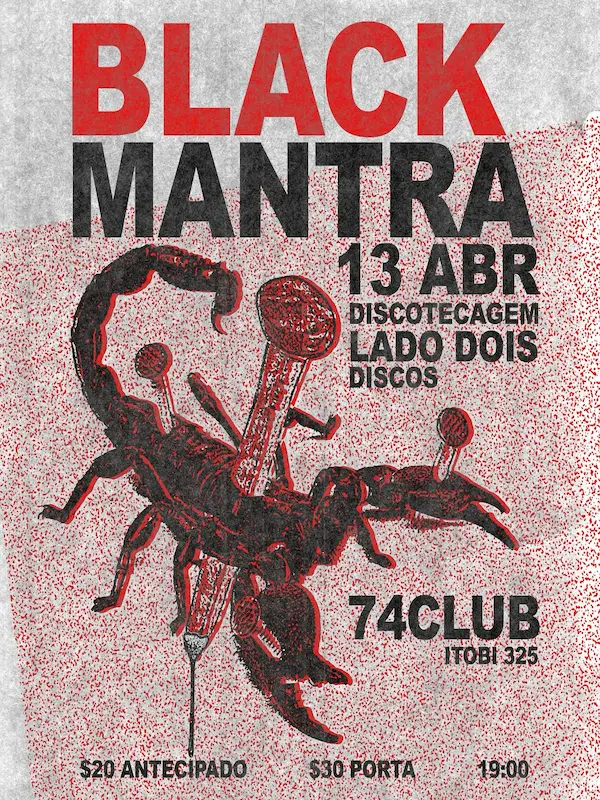 BLACK
MANTRA
13 ABR
DISCOTECAGEM
LADO DOIS
DISCOS
74CLUB
ITOBI 325
$20 ANTECIPADO $30 PORTA 19:00